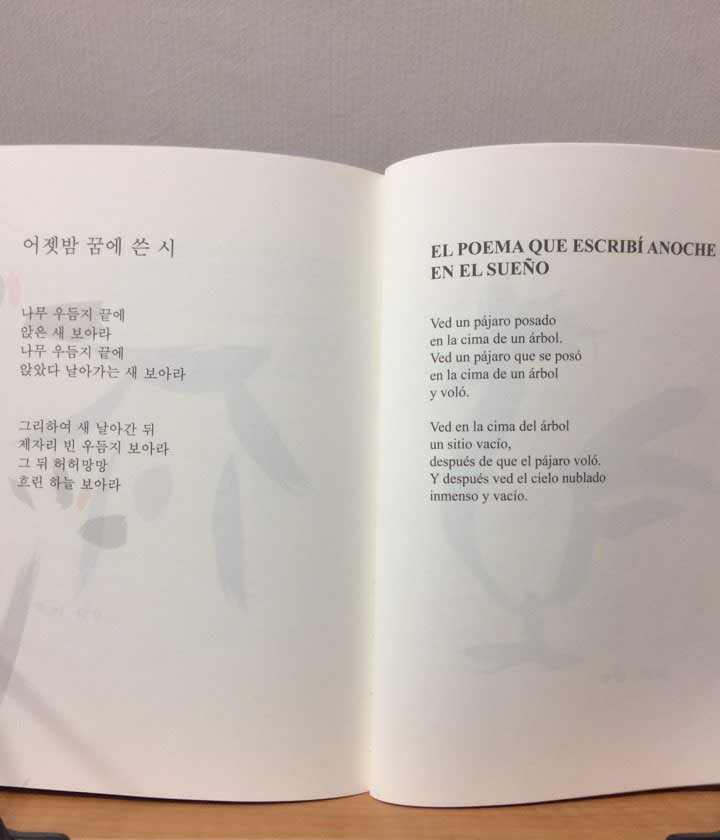 어젯밤 꿈에 쓴 시
나무 우듬지 끝에
앉은 새 보아라
나무 우듬지 끝에
앉았다 날아가는 새 보아라
그리하여 새 날아간 뒤
제자리 빈 우듬지 보아라
그 뒤 허허망망
흐린 하늘 보아라
EL POEMA QUE ESCRIBÍ ANOCHE
EN EL SUEÑO
Ved un pájaro posado
en la cima de un árbol.
Ved un pájaro que se posó
en la cima de un árbol
y voló.
Ved en la cima del árbol
un sitio vacío,
después de que el pájaro voló.
Y después ved el cielo nublado
inmenso y vacío.